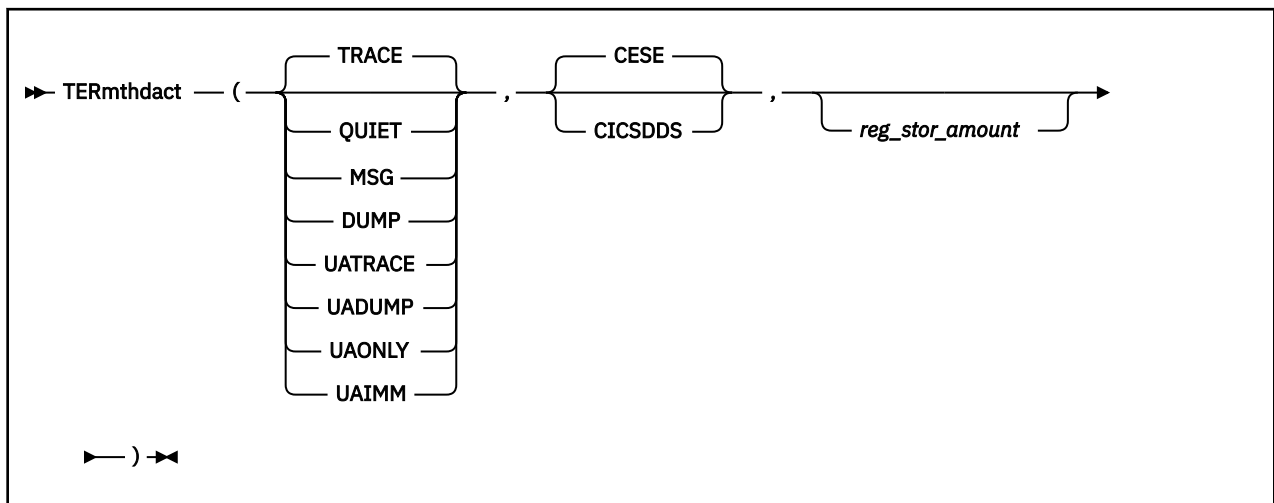 TRACE CESE
TERmthdact ( , ,
QUIET CICSDDS reg_stor_amount
MSG
DUMP
UATRACE
UADUMP
UAONLY
UAIMM
)